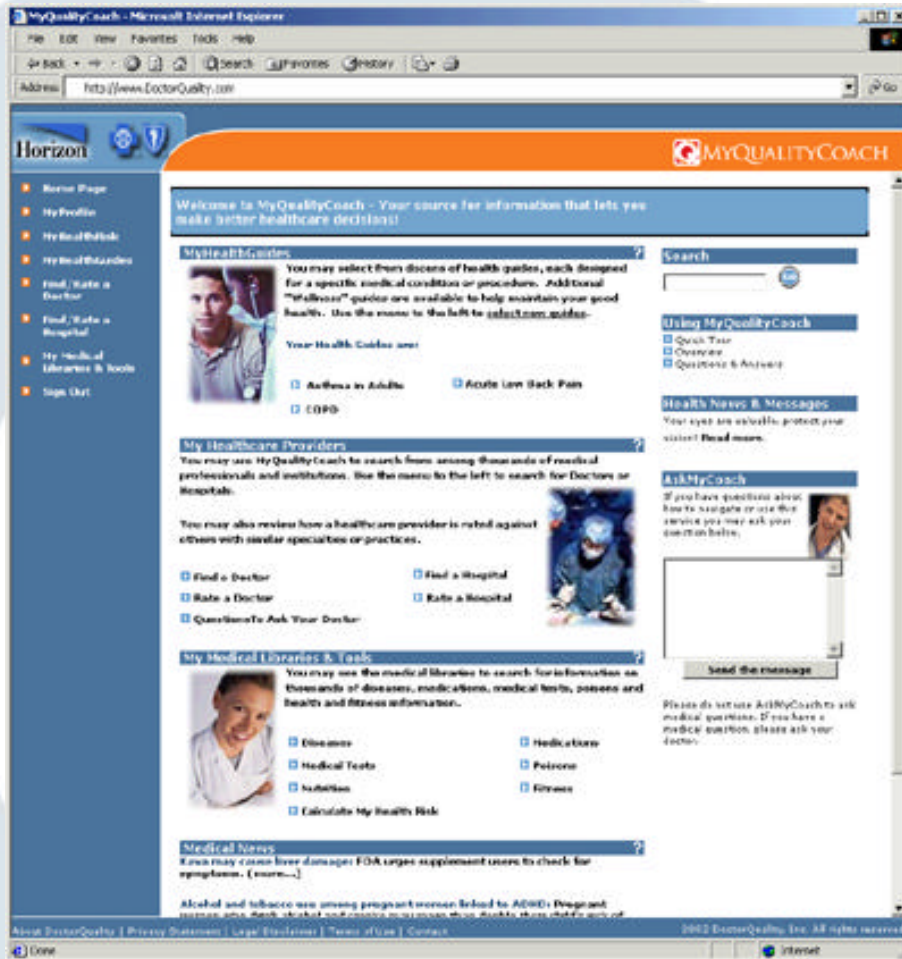 MyQualityCoach - Microsoft Internet Explorer
File Edit View Favorites Tools Help
Back Search Favorites History
Address http://www.DoctorQuality.com Go
Horizon
MYQUALITYCOACH
Home Page
MyProfile
MyHealthRisk
MyHealthGuides
Find/Rate a
Doctor
Find/Rate a
Hospital
My Medical
Libraries & Tools
Sign Out
Welcome to MyQualityCoach - Your source for information that lets you
make better healthcare decisions!
MyHealthGuides ?
You may select from dozens of health guides, each designed
for a specific medical condition or procedure. Additional
"Wellness" guides are available to help maintain your good
health. Use the menu to the left to select new guides.
Your Health Guides are:
Asthma in Adults Acute Low Back Pain
COPD
My Healthcare Providers ?
You may use MyQualityCoach to search from among thousands of medical
professionals and institutions. Use the menu to the left to search for Doctors or
Hospitals.
You may also review how a healthcare provider is rated against
others with similar specialties or practices.
Find a Doctor Find a Hospital
Rate a Doctor Rate a Hospital
QuestionsTo Ask Your Doctor
My Medical Libraries & Tools ?
You may use the medical libraries to search for information on
thousands of diseases, medications, medical tests, poisons and
health and fitness information.
Diseases Medications
Medical Tests Poisons
Nutrition Fitness
Calculate My Health Risk
Medical News ?
Kava may cause liver damage: FDA urges supplement users to check for
symptoms. (more...)
Alcohol and tobacco use among pregnant women linked to ADHD: Pregnant
women who drink alcohol and smoke may more than double their child's risk of
Search
GO
Using MyQualityCoach
Quick Tour
Overview
Questions & Answers
Health News & Messages
Your eyes are valuable, protect your
vision! Read more.
AskMyCoach
If you have questions about
how to navigate or use this
service you may ask your
question below.
Send the message
Please do not use AskMyCoach to ask
medical questions. If you have a
medical question, please ask your
doctor.
About DoctorQuality | Privacy Statement | Legal Disclaimer | Terms of Use | Contact
2002 DoctorQuality, Inc. All rights reserved
Done Internet